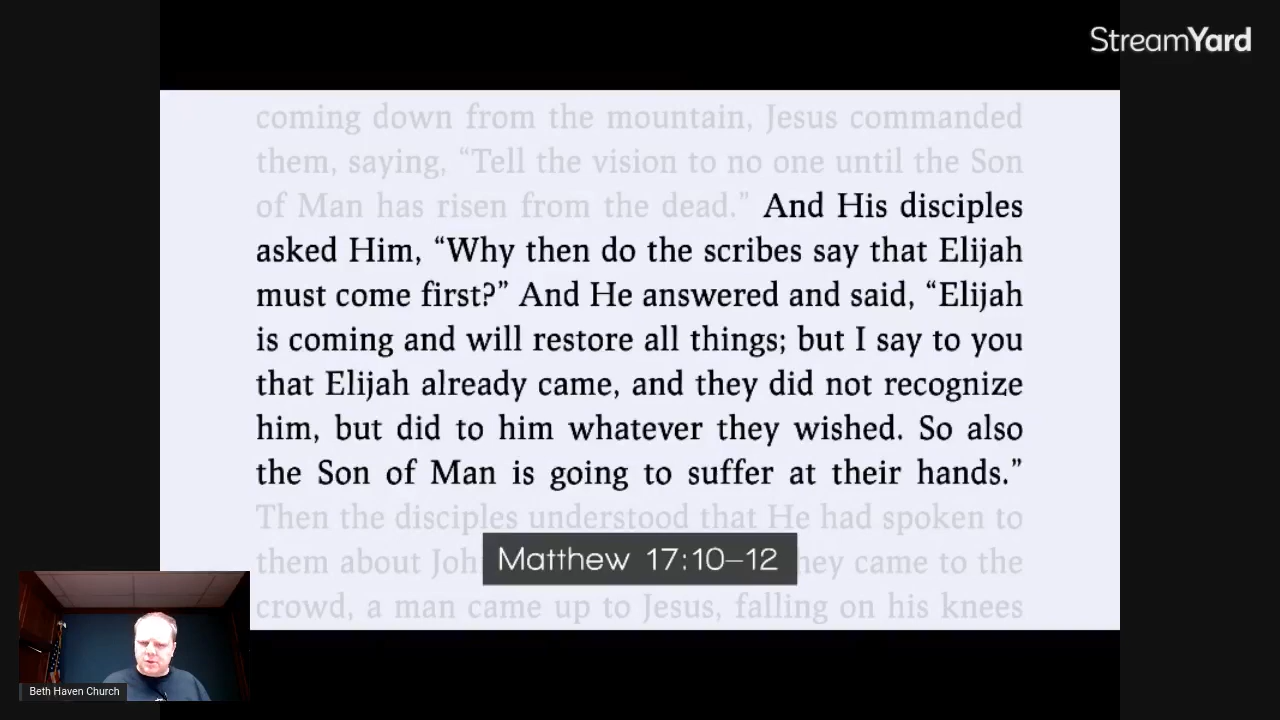 StreamYard
coming down from the mountain, Jesus commanded
them, saying, “Tell the vision to no one until the Son
of Man has risen from the dead.” And His disciples
asked Him, “Why then do the scribes say that Elijah
must come first?” And He answered and said, “Elijah
is coming and will restore all things; but I say to you
that Elijah already came, and they did not recognize
him, but did to him whatever they wished. So also
the Son of Man is going to suffer at their hands.”
Then the disciples understood that He had spoken to
them about they came to the
Matthew 17:10–12
crowd, a man came up to Jesus, falling on his knees
Beth Haven Church